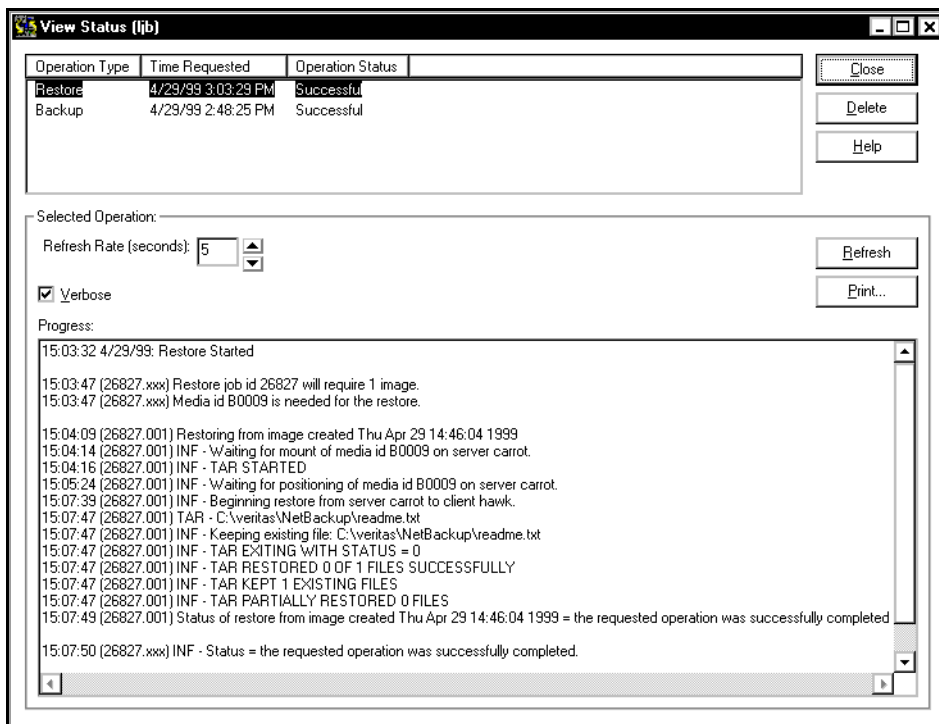 View Status (ljb)
Operation Type Time Requested Operation Status
Restore 4/29/99 3:03:29 PM Successful
Backup 4/29/99 2:48:25 PM Successful
Close
Delete
Help
Selected Operation:
Refresh Rate (seconds): 5
Refresh
Verbose
Print...
Progress:
15:03:32 4/29/99: Restore Started
15:03:47 (26827.xxx) Restore job id 26827 will require 1 image.
15:03:47 (26827.xxx) Media id B0009 is needed for the restore.
15:04:09 (26827.001) Restoring from image created Thu Apr 29 14:46:04 1999
15:04:14 (26827.001) INF - Waiting for mount of media id B0009 on server carrot.
15:04:16 (26827.001) INF - TAR STARTED
15:05:24 (26827.001) INF - Waiting for positioning of media id B0009 on server carrot.
15:07:39 (26827.001) INF - Beginning restore from server carrot to client hawk.
15:07:47 (26827.001) TAR - C:\veritas\NetBackup\readme.txt
15:07:47 (26827.001) INF - Keeping existing file: C:\veritas\NetBackup\readme.txt
15:07:47 (26827.001) INF - TAR EXITING WITH STATUS = 0
15:07:47 (26827.001) INF - TAR RESTORED 0 OF 1 FILES SUCCESSFULLY
15:07:47 (26827.001) INF - TAR KEPT 1 EXISTING FILES
15:07:47 (26827.001) INF - TAR PARTIALLY RESTORED 0 FILES
15:07:49 (26827.001) Status of restore from image created Thu Apr 29 14:46:04 1999 = the requested operation was successfully completed
15:07:50 (26827.xxx) INF - Status = the requested operation was successfully completed.